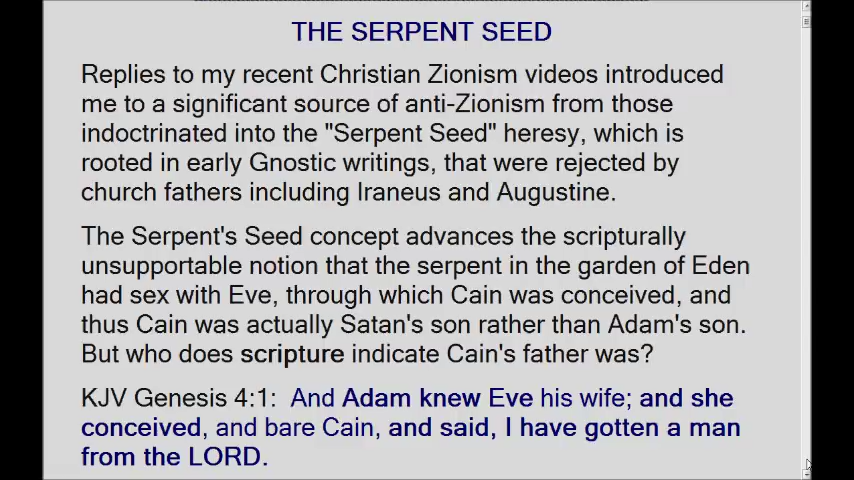 THE SERPENT SEED
Replies to my recent Christian Zionism videos introduced
me to a significant source of anti-Zionism from those
indoctrinated into the "Serpent Seed" heresy, which is
rooted in early Gnostic writings, that were rejected by
church fathers including Iraneus and Augustine.
The Serpent's Seed concept advances the scripturally
unsupportable notion that the serpent in the garden of Eden
had sex with Eve, through which Cain was conceived, and
thus Cain was actually Satan's son rather than Adam's son.
But who does scripture indicate Cain's father was?
KJV Genesis 4:1: And Adam knew Eve his wife; and she
conceived, and bare Cain, and said, I have gotten a man
from the LORD.